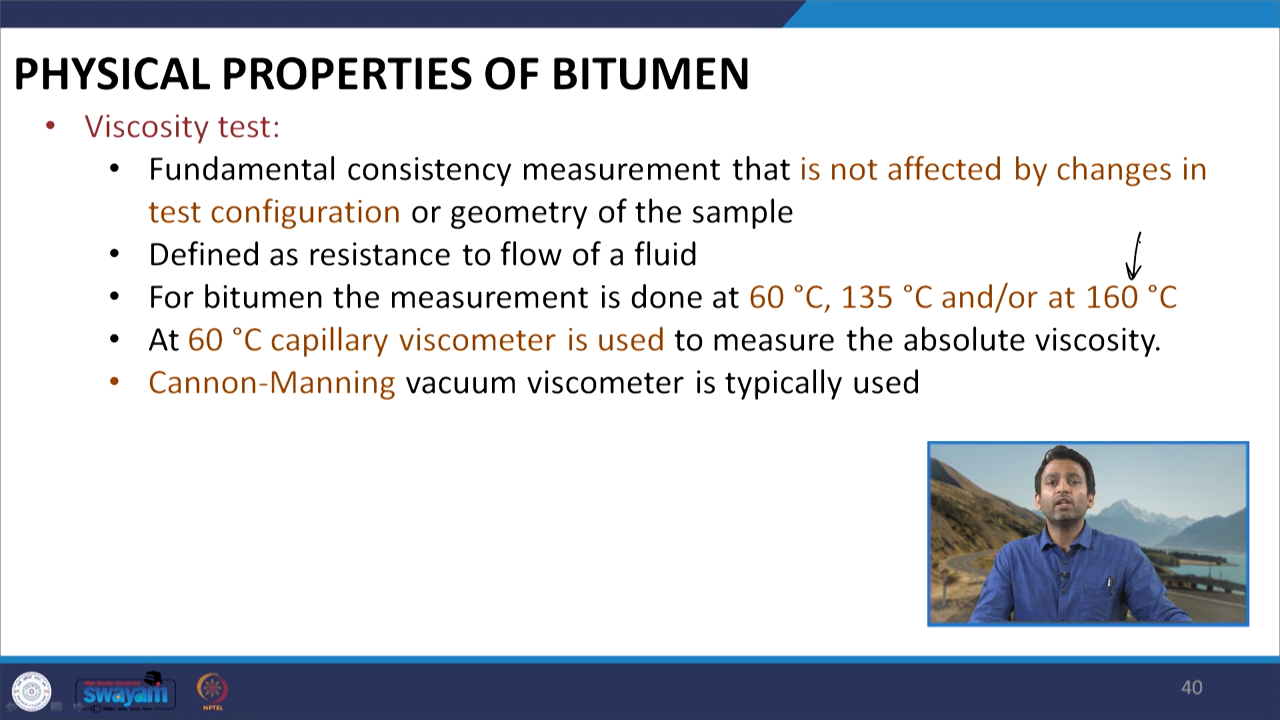 PHYSICAL PROPERTIES OF BITUMEN
• Viscosity test:
• Fundamental consistency measurement that is not affected by changes in
test configuration or geometry of the sample
• Defined as resistance to flow of a fluid
• For bitumen the measurement is done at 60 °C, 135 °C and/or at 160 °C
• At 60 °C capillary viscometer is used to measure the absolute viscosity.
• Cannon-Manning vacuum viscometer is typically used
swayam
NPTEL
40